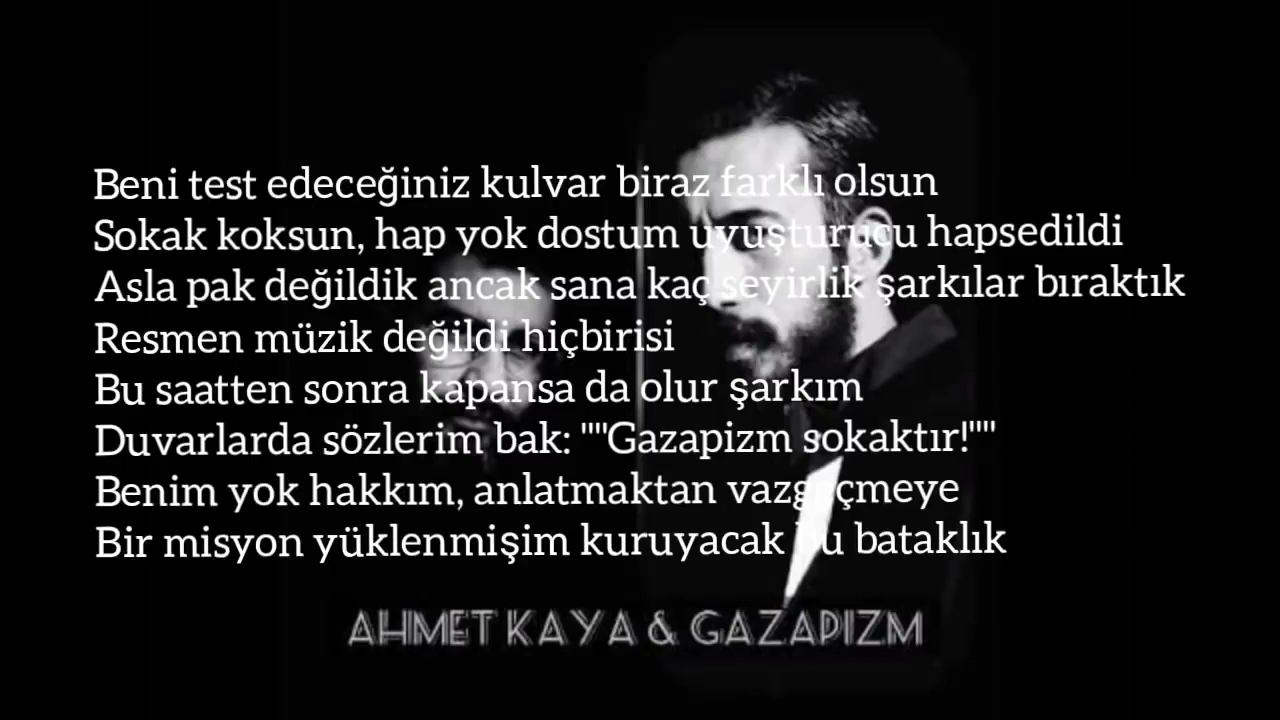 Beni test edeceğiniz kulvar biraz farklı olsun
Sokak koksun, hap yok dostum uyuşturucu hapsedildi
Asla pak değildik ancak sana kaç seyirlik şarkılar bıraktık
Resmen müzik değildi hiçbirisi
Bu saatten sonra kapansa da olur şarkım
Duvarlarda sözlerim bak: ""Gazapizm sokaktır!""
Benim yok hakkım, anlatmaktan vazgeçmeye
Bir misyon yüklenmişim kuruyacak bu bataklık
AHMET KAYA & GAZAPIZM